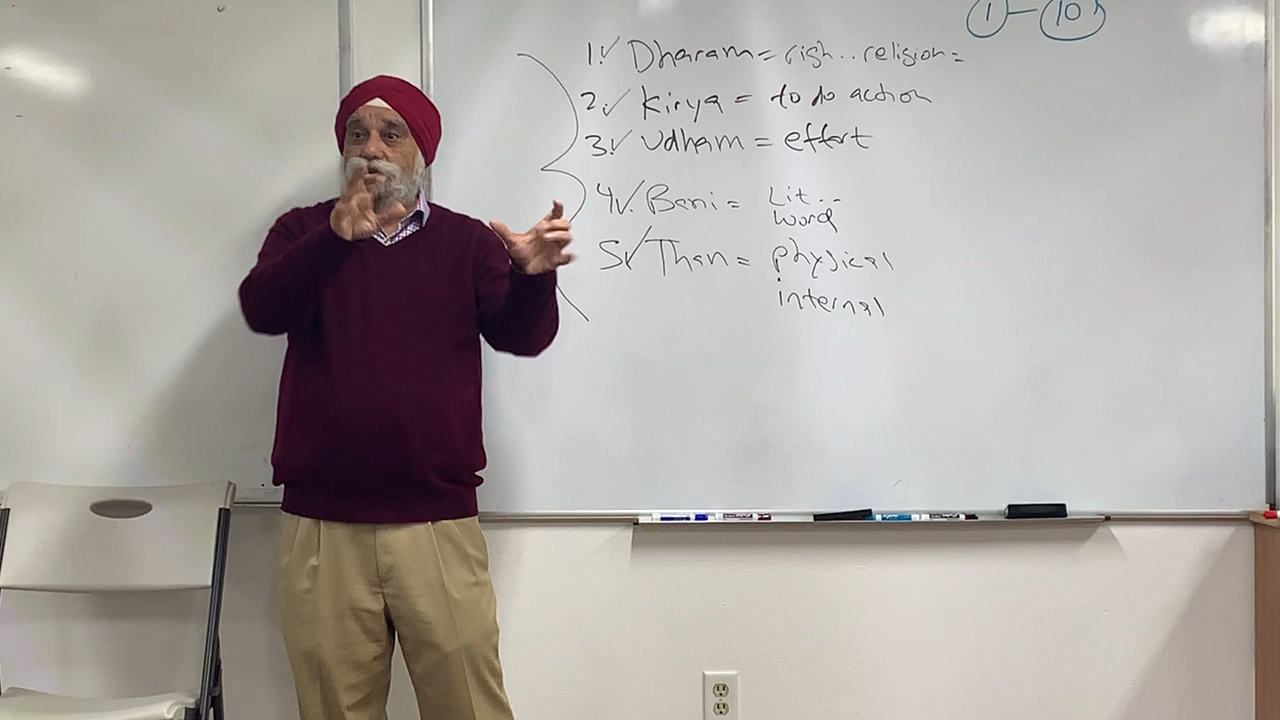 1 - 10
1. ✓ Dharam = righ.. religion =
2. ✓ Kirya = to do action
3. ✓ Udham = effort
4 ✓. Bani = Lit..
word
5. ✓ Than = physical
internal